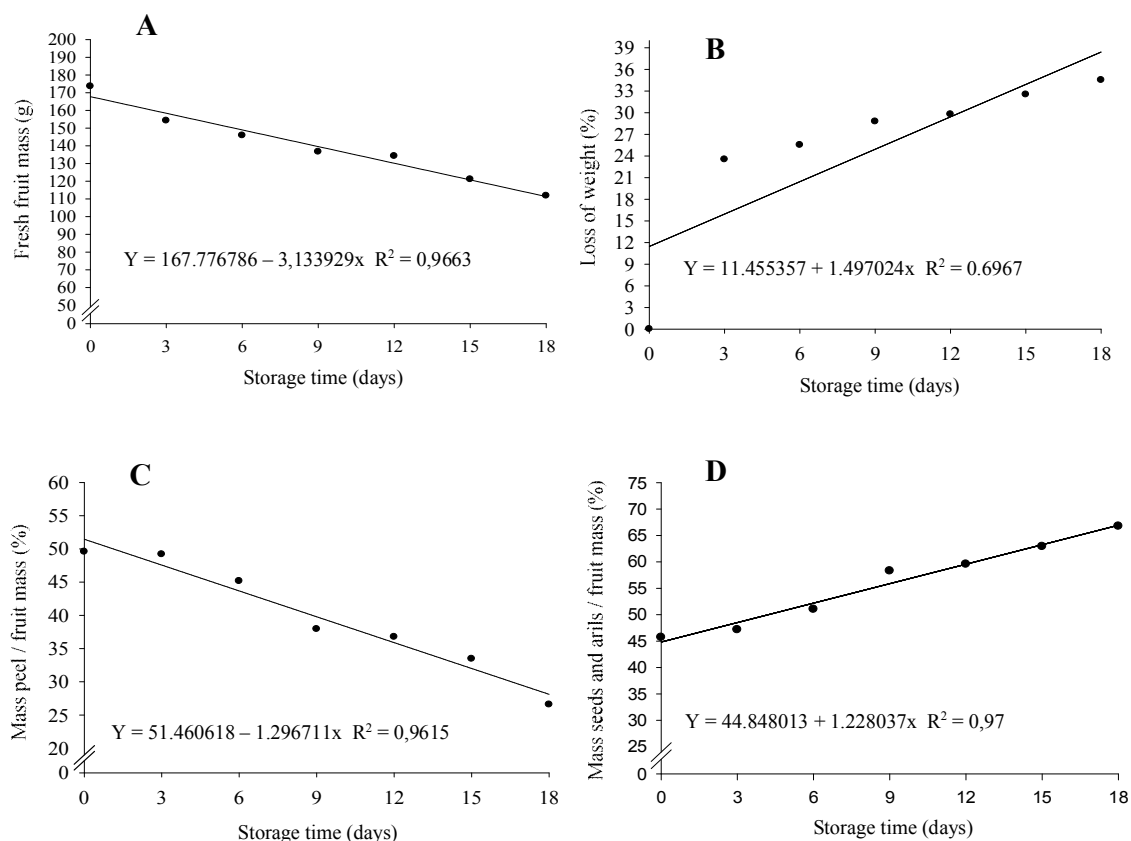 A
Fresh fruit mass (g)
200
190
180
170
160
150
140
130
120
110
100
90
80
70
60
50
0
Y = 167.776786 – 3,133929x R² = 0,9663
0 3 6 9 12 15 18
Storage time (days)
B
Loss of weight (%)
39
36
33
30
27
24
21
18
15
12
9
6
3
0
Y = 11.455357 + 1.497024x R² = 0.6967
0 3 6 9 12 15 18
Storage time (days)
C
Mass peel / fruit mass (%)
60
55
50
45
40
35
30
25
20
0
Y = 51.460618 – 1.296711x R² = 0,9615
0 3 6 9 12 15 18
Storage time (days)
D
Mass seeds and arils / fruit mass (%)
75
70
65
60
55
50
45
40
35
30
25
0
Y = 44.848013 + 1.228037x R² = 0,97
0 3 6 9 12 15 18
Storage time (days)